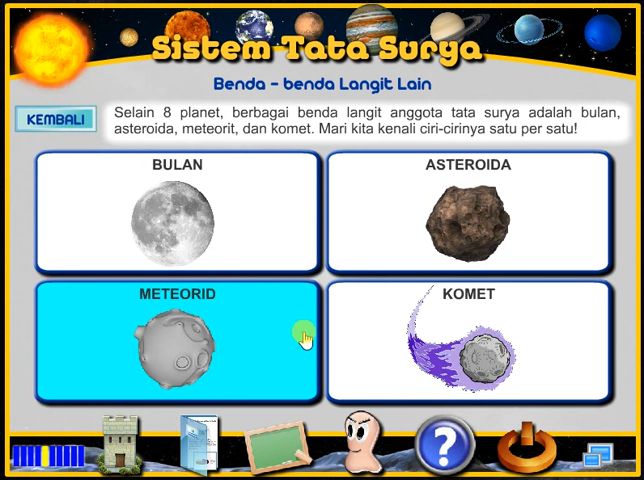 Sistem Tata Surya
Benda - benda Langit Lain
KEMBALI
Selain 8 planet, berbagai benda langit anggota tata surya adalah bulan,
asteroida, meteorit, dan komet. Mari kita kenali ciri-cirinya satu per satu!
BULAN
ASTEROIDA
METEORID
KOMET
?